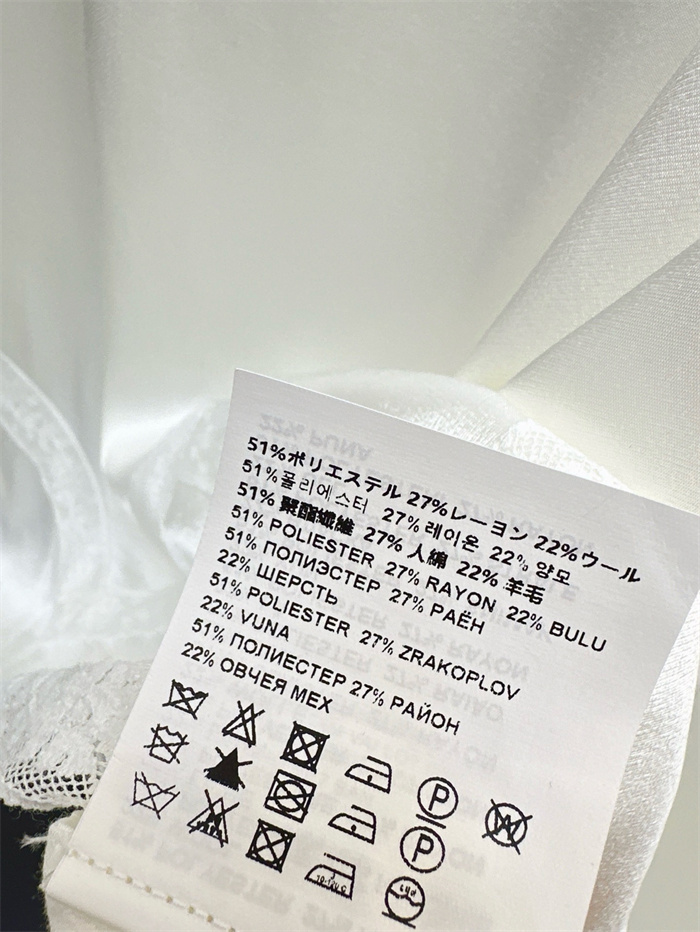 51%ポリエステル 27%レーヨン 22%ウール
51%폴리에스터 27%레이온 22% 양모
51% 聚酯纖維 27% 人綿 22% 羊毛
51% POLIESTER 27% RAYON 22% BULU
51% ПОЛИЭСТЕР 27% РАЁН
22% ШЕРСТЬ
51% POLIESTER 27% ZRAKOPLOV
22% VUNA
51% ПОЛИЕСТЕР 27% РАЙОН
22% ОВЧЕЯ МЕХ
P
W
P